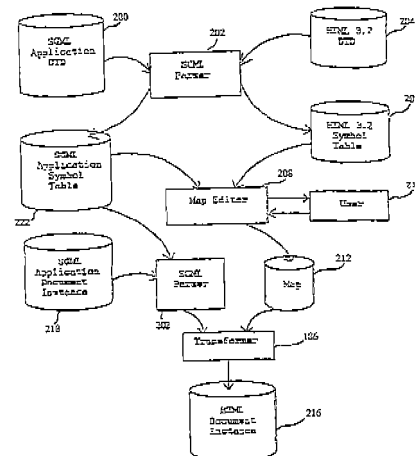 200
SGML
Application
DTD
202
SGML
Parser
HTML 3.2
DTD
204
SGML
Application
Symbol
Table
222
HTML 3.2
Symbol
Table
208
Map Editor
User
SGML
Application
Document
Instance
218
SGML
Parser
202
212
Map
Transformer
186
HTML
Document
Instance
216